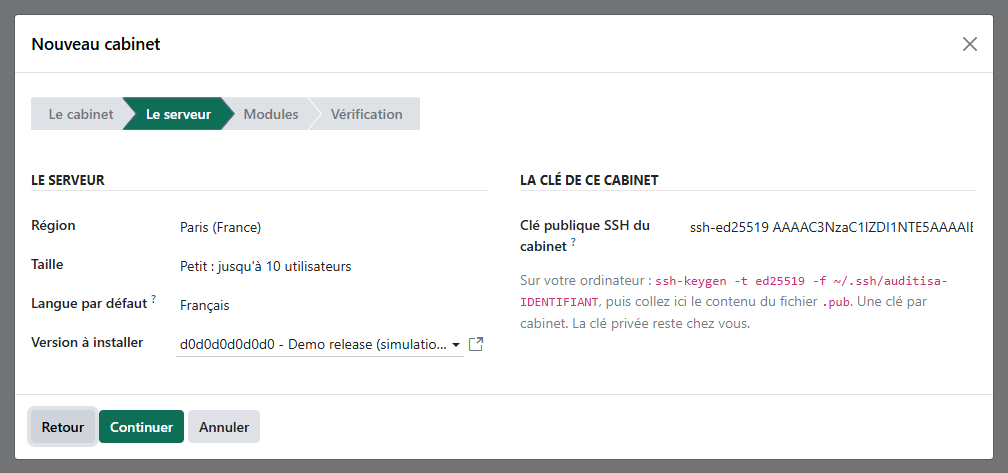 Nouveau cabinet
Le cabinet
Le serveur
Modules
Vérification
LE SERVEUR
Région
Paris (France)
Taille
Petit : jusqu'à 10 utilisateurs
Langue par défaut ?
Français
Version à installer
d0d0d0d0d0d0 - Demo release (simulatio...
LA CLÉ DE CE CABINET
Clé publique SSH du
cabinet ?
ssh-ed25519 AAAAC3NzaC1lZDI1NTE5AAAAIE
Sur votre ordinateur : ssh-keygen -t ed25519 -f ~/.ssh/auditisa-
IDENTIFIANT, puis collez ici le contenu du fichier .pub. Une clé par
cabinet. La clé privée reste chez vous.
Retour
Continuer
Annuler